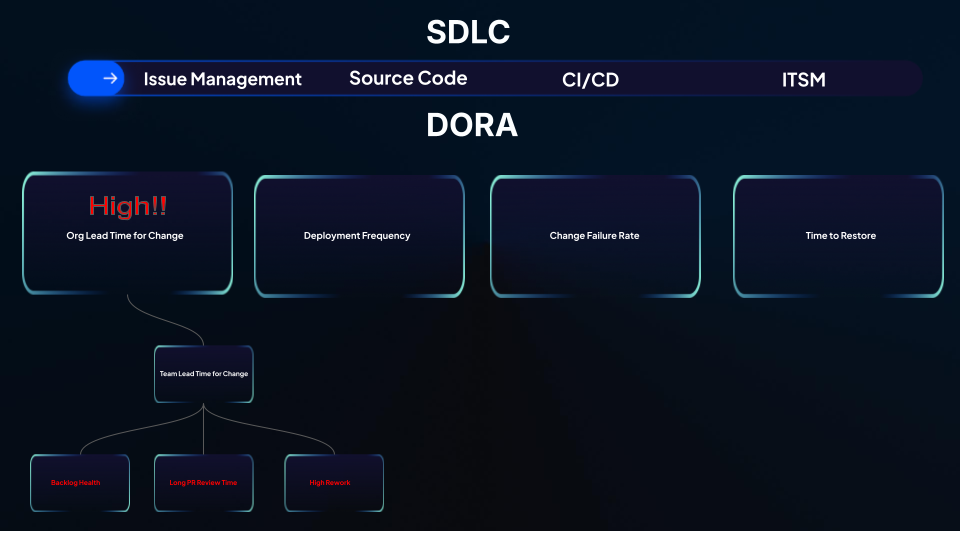 SDLC
Issue Management
Source Code
CI/CD
ITSM
DORA
High!!
Org Lead Time for Change
Deployment Frequency
Change Failure Rate
Time to Restore
Team Lead Time for Change
Backlog Health
Long PR Review Time
High Rework